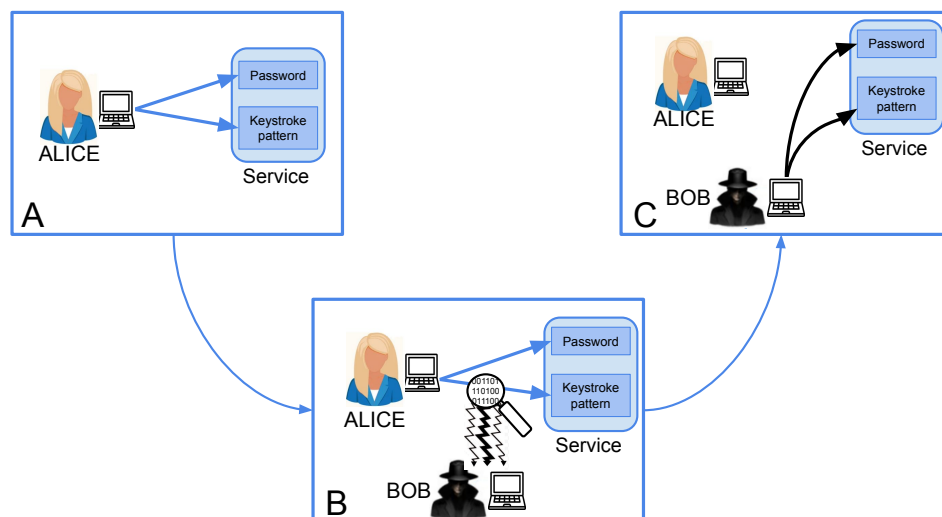 Password
Keystroke
pattern
ALICE
Service
A
Password
Keystroke
pattern
ALICE
Service
BOB
C
Password
001101
110100
011100
Keystroke
pattern
ALICE
Service
BOB
B